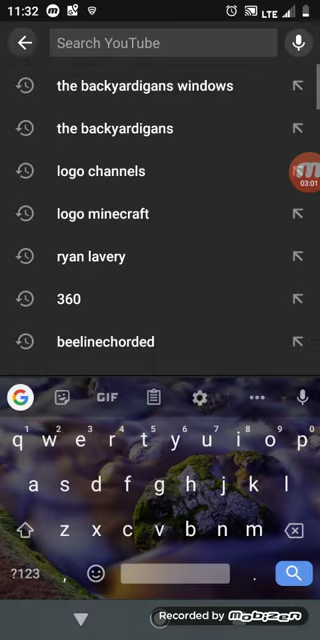 11:32 LTE
Search YouTube
the backyardigans windows
the backyardigans
logo channels
03:01
logo minecraft
ryan lavery
360
beelinechorded
G GIF
1 2 3 4 5 6 7 8 9 0
q w e r t y u i o p
a s d f g h j k l
z x c v b n m
?123 , .
Recorded by mobizen